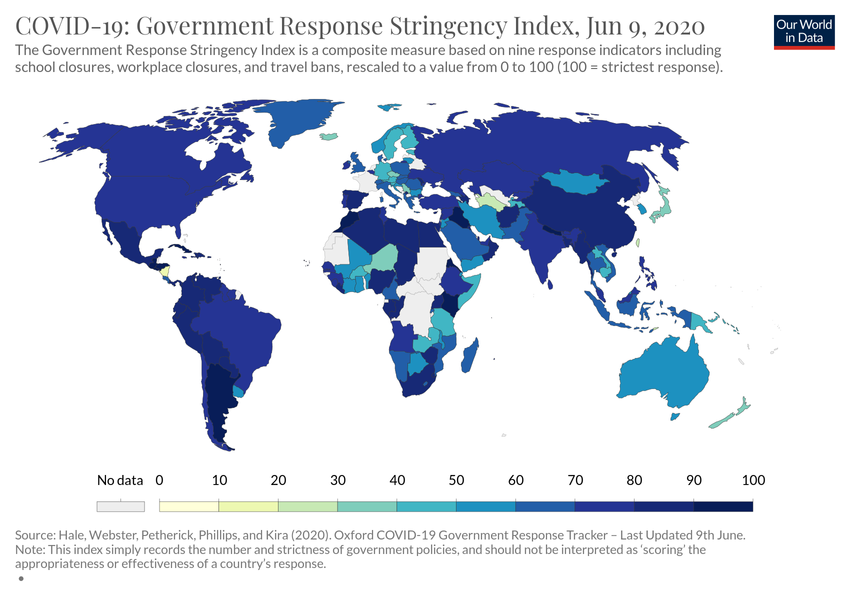 COVID-19: Government Response Stringency Index, Jun 9, 2020
Our World
in Data
The Government Response Stringency Index is a composite measure based on nine response indicators including
school closures, workplace closures, and travel bans, rescaled to a value from 0 to 100 (100 = strictest response).
No data 0 10 20 30 40 50 60 70 80 90 100
Source: Hale, Webster, Petherick, Phillips, and Kira (2020). Oxford COVID-19 Government Response Tracker – Last Updated 9th June.
Note: This index simply records the number and strictness of government policies, and should not be interpreted as ‘scoring’ the
appropriateness or effectiveness of a country’s response.